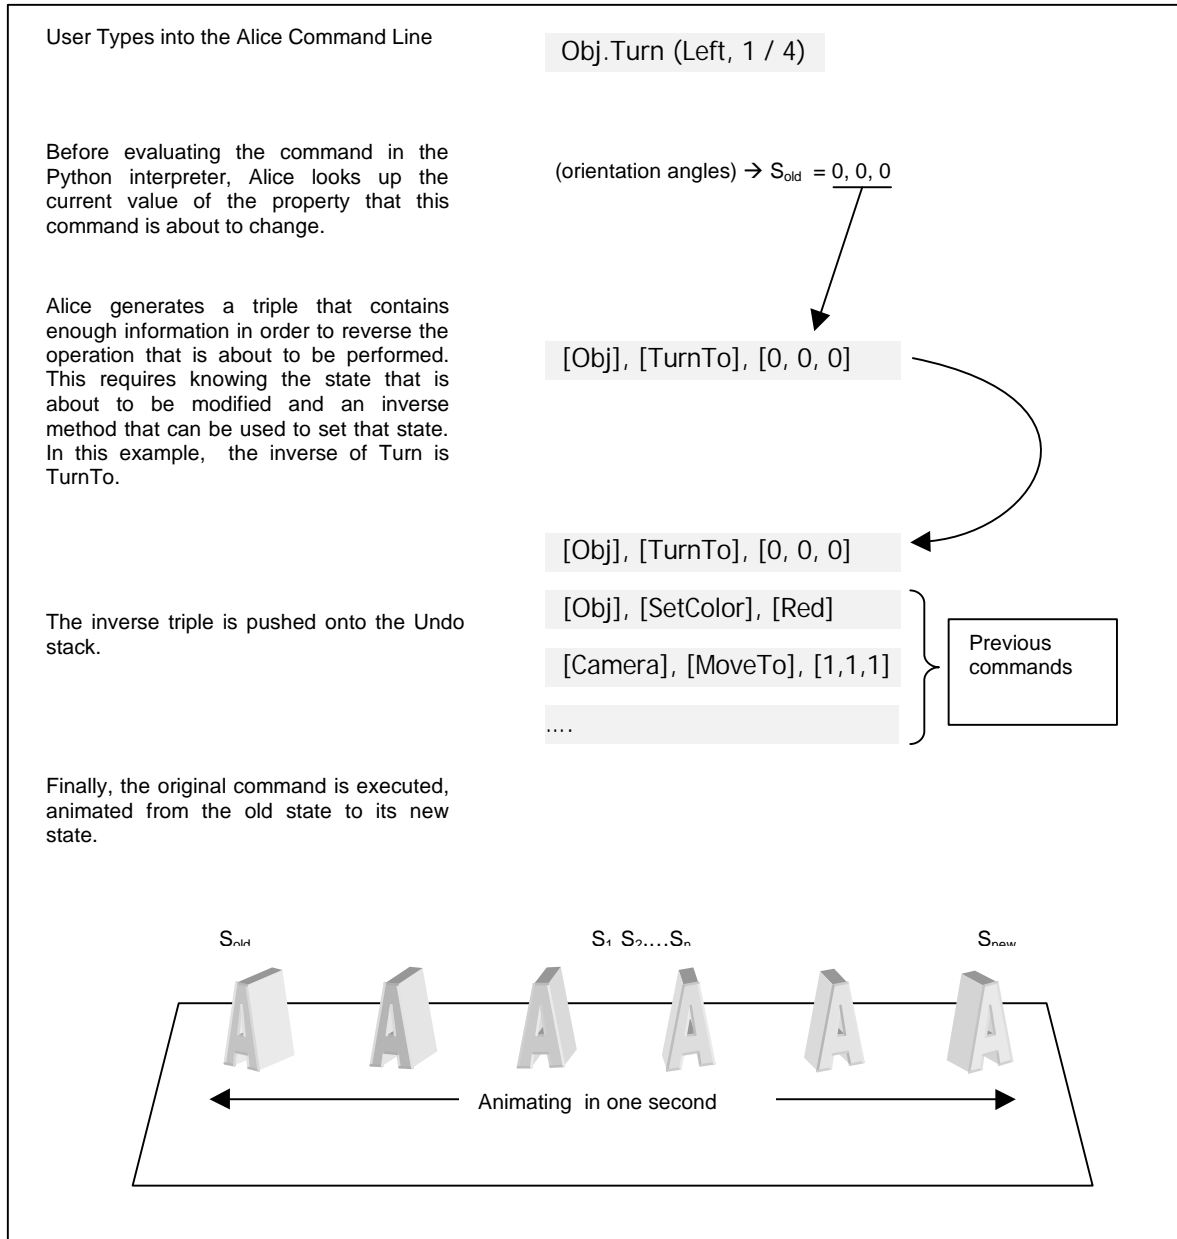 User Types into the Alice Command Line
Obj.Turn (Left, 1 / 4)
Before evaluating the command in the
Python interpreter, Alice looks up the
current value of the property that this
command is about to change.
(orientation angles) → Sold = 0, 0, 0
Alice generates a triple that contains
enough information in order to reverse the
operation that is about to be performed.
This requires knowing the state that is
about to be modified and an inverse
method that can be used to set that state.
In this example, the inverse of Turn is
TurnTo.
[Obj], [TurnTo], [0, 0, 0]
[Obj], [TurnTo], [0, 0, 0]
The inverse triple is pushed onto the Undo
stack.
[Obj], [SetColor], [Red]
[Camera], [MoveTo], [1,1,1]
....
Previous
commands
Finally, the original command is executed,
animated from the old state to its new
state.
Sold S1 S2....Sn Snew
A A A A A A
Animating in one second